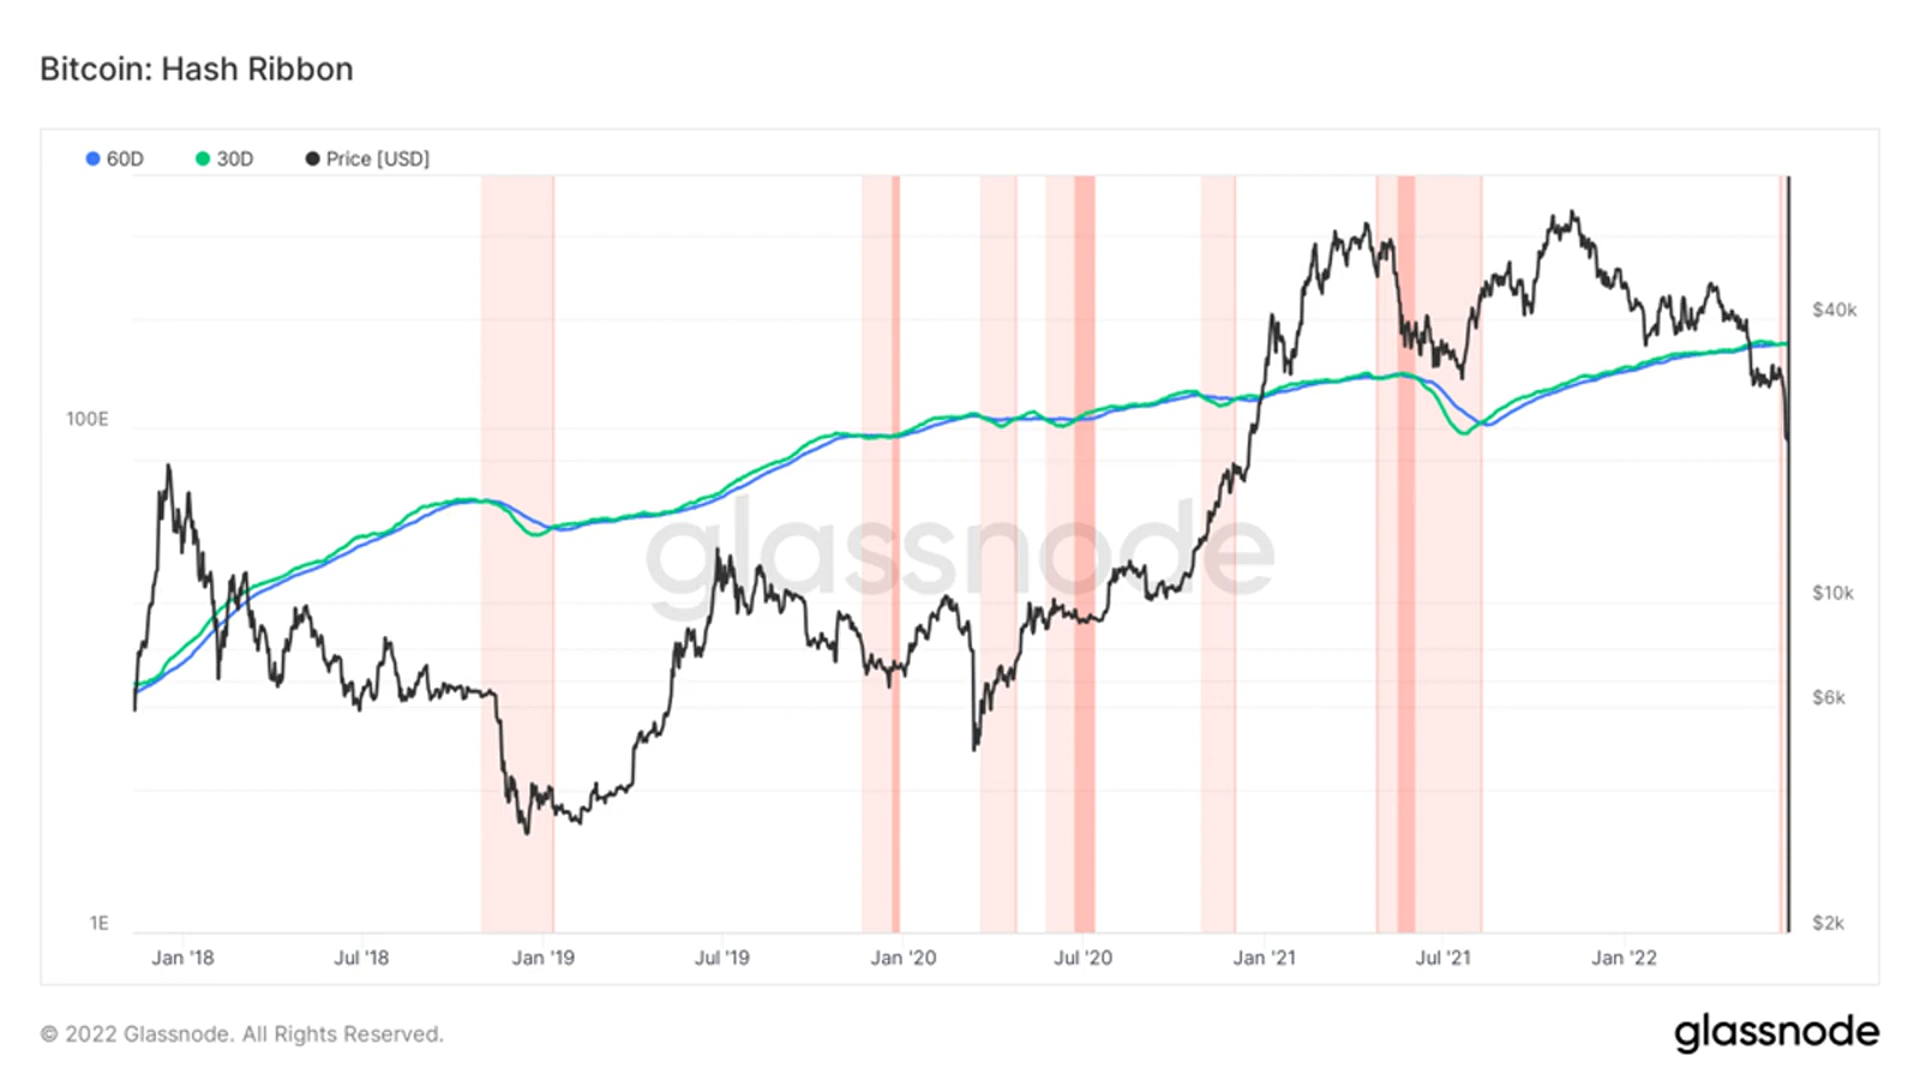 Bitcoin: Hash Ribbon
60D 30D Price [USD]
$40k
100E
glassnode
$10k
$6k
1E
$2k
Jan '18 Jul '18 Jan '19 Jul '19 Jan '20 Jul '20 Jan '21 Jul '21 Jan '22
© 2022 Glassnode. All Rights Reserved.
glassnode